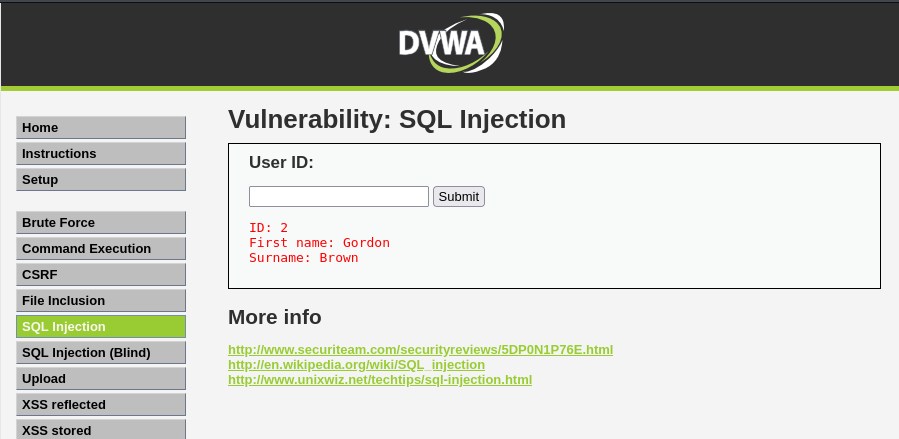 DVWA
Home
Instructions
Setup
Brute Force
Command Execution
CSRF
File Inclusion
SQL Injection
SQL Injection (Blind)
Upload
XSS reflected
XSS stored
Vulnerability: SQL Injection
User ID:
Submit
ID: 2
First name: Gordon
Surname: Brown
More info
http://www.securiteam.com/securityreviews/5DP0N1P76E.html
http://en.wikipedia.org/wiki/SQL_injection
http://www.unixwiz.net/techtips/sql-injection.html